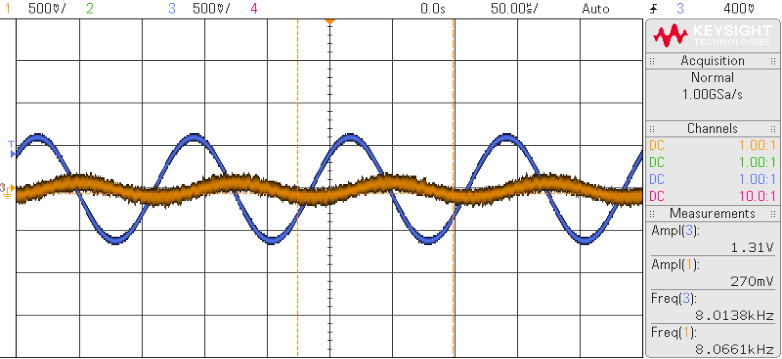 1 500mV/ 2 3 500mV/ 4 0.0s 50.00us/ Auto 3 400mV
KEYSIGHT
TECHNOLOGIES
Acquisition
Normal
1.00GSa/s
Channels
DC 1.00:1
DC 1.00:1
DC 1.00:1
DC 10.0:1
Measurements
Ampl(3):
1.31V
Ampl(1):
270mV
Freq(3):
8.0138kHz
Freq(1):
8.0661kHz
T
3